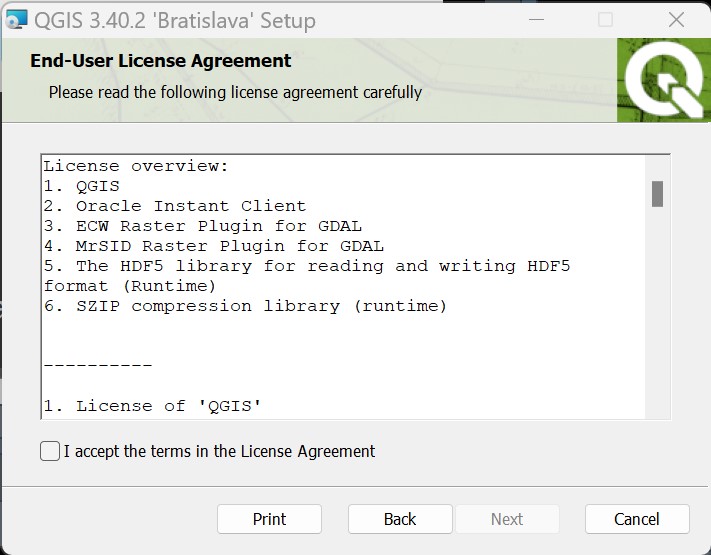 QGIS 3.40.2 'Bratislava' Setup
End-User License Agreement
Please read the following license agreement carefully
License overview:
1. QGIS
2. Oracle Instant Client
3. ECW Raster Plugin for GDAL
4. MrSID Raster Plugin for GDAL
5. The HDF5 library for reading and writing HDF5
format (Runtime)
6. SZIP compression library (runtime)
----------
1. License of 'QGIS'
I accept the terms in the License Agreement
Print Back Next Cancel